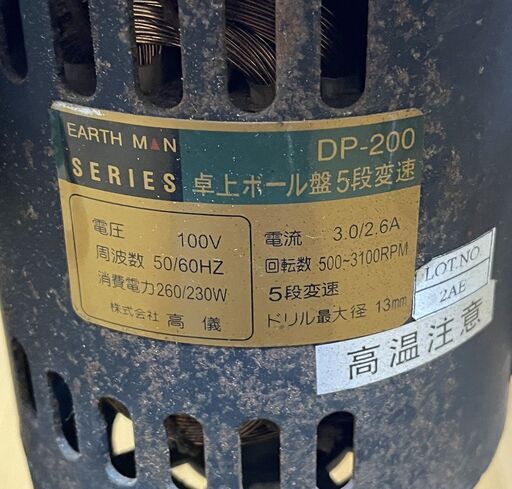 EARTH MAN
SERIES
DP-200
卓上ボール盤5段変速
電圧 100V
周波数 50/60HZ
消費電力260/230W
株式会社 高儀
電流 3.0/2.6A
回転数 500~3100RPM
5段変速
ドリル最大径 13mm
LOT.NO.
2AE
高温注意